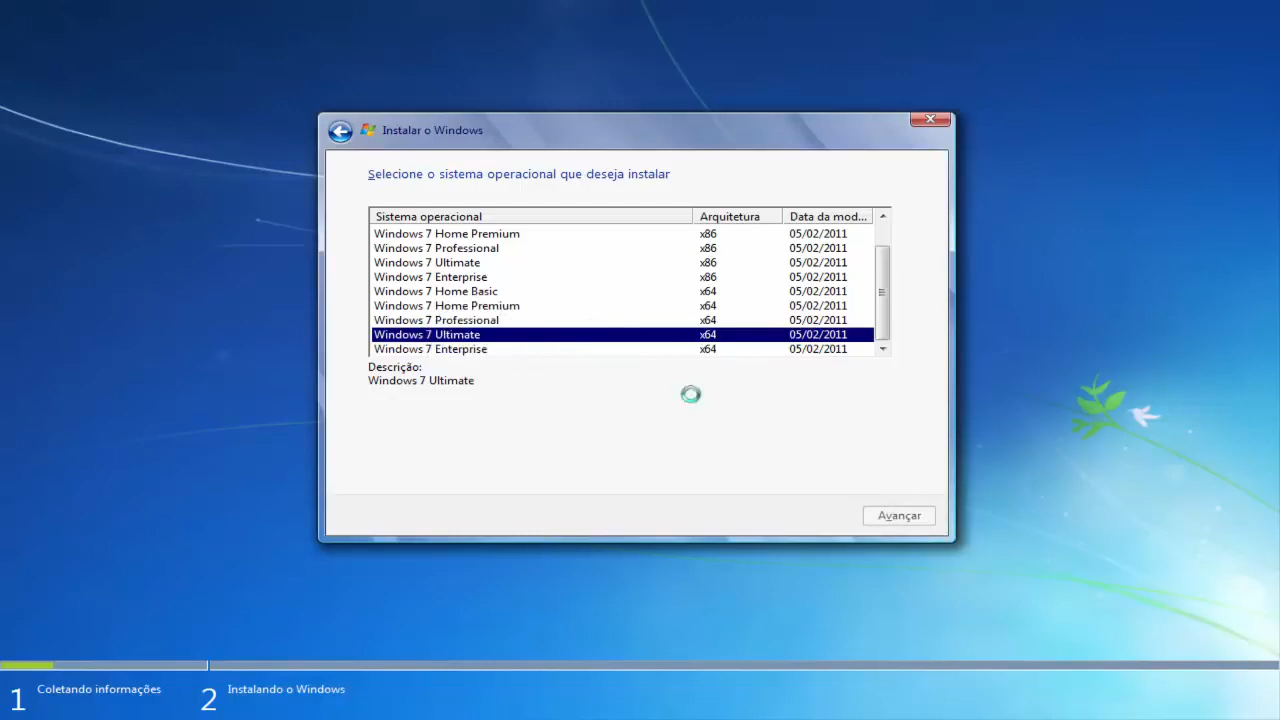 Instalar o Windows
Selecione o sistema operacional que deseja instalar
Sistema operacional Arquitetura Data da mod...
Windows 7 Home Premium x86 05/02/2011
Windows 7 Professional x86 05/02/2011
Windows 7 Ultimate x86 05/02/2011
Windows 7 Enterprise x86 05/02/2011
Windows 7 Home Basic x64 05/02/2011
Windows 7 Home Premium x64 05/02/2011
Windows 7 Professional x64 05/02/2011
Windows 7 Ultimate x64 05/02/2011
Windows 7 Enterprise x64 05/02/2011
Descrição:
Windows 7 Ultimate
Avançar
1 Coletando informações 2 Instalando o Windows